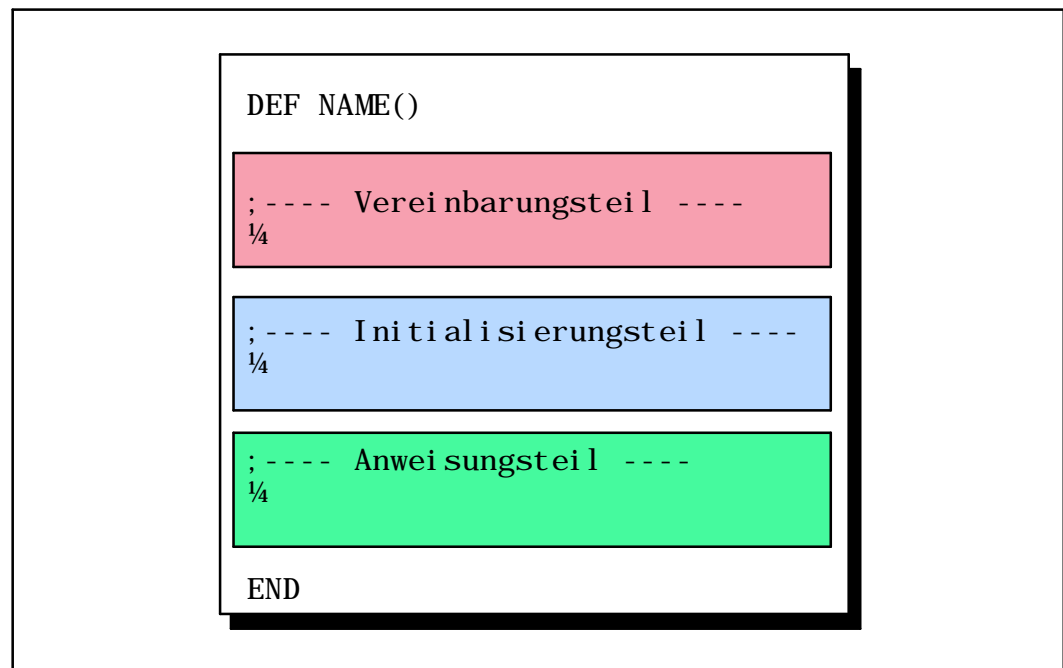 DEF NAME()
;---- Vereinbarungsteil ----
¼
;---- Initialisierungsteil ----
¼
;---- Anweisungsteil ----
¼
END